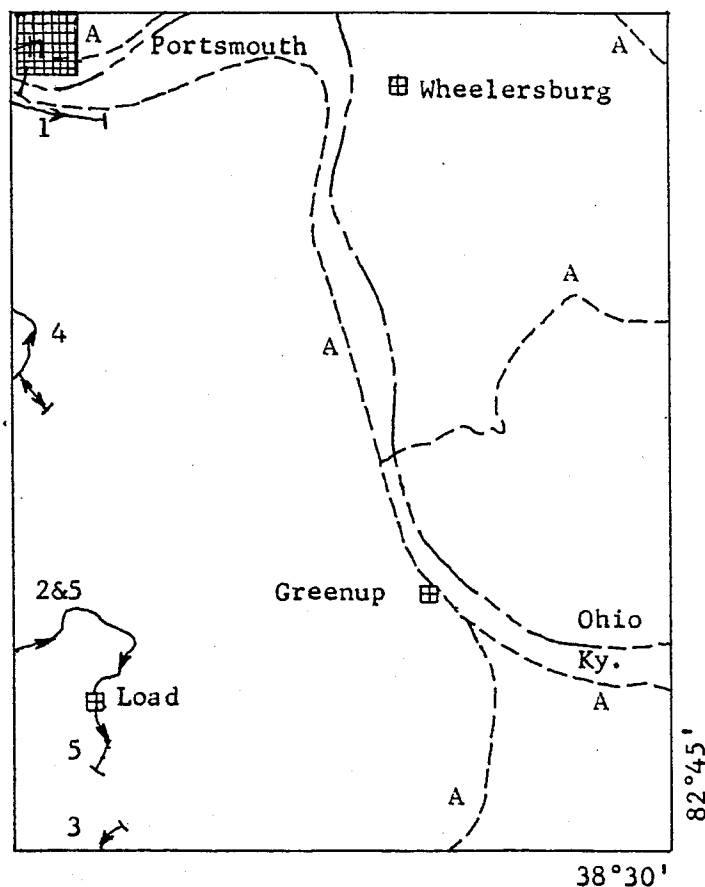 A
Portsmouth
A
Wheelersburg
1
A
4
A
2&5
Greenup
Ohio
Ky.
Load
A
5
A
3
82°45'
38°30'